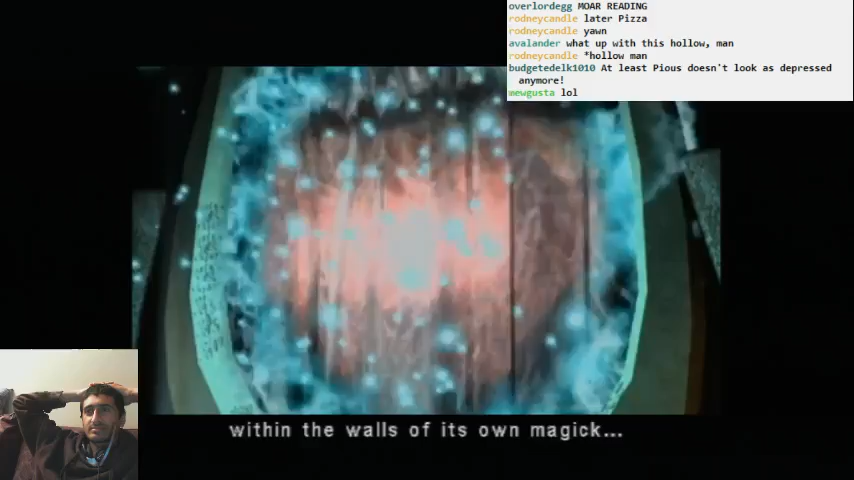 overlordegg MOAR READING
rodneycandle later Pizza
rodneycandle yawn
avalander what up with this hollow, man
rodneycandle *hollow man
budgetedelk1010 At least Pious doesn't look as depressed
anymore!
mewgusta lol
within the walls of its own magick...